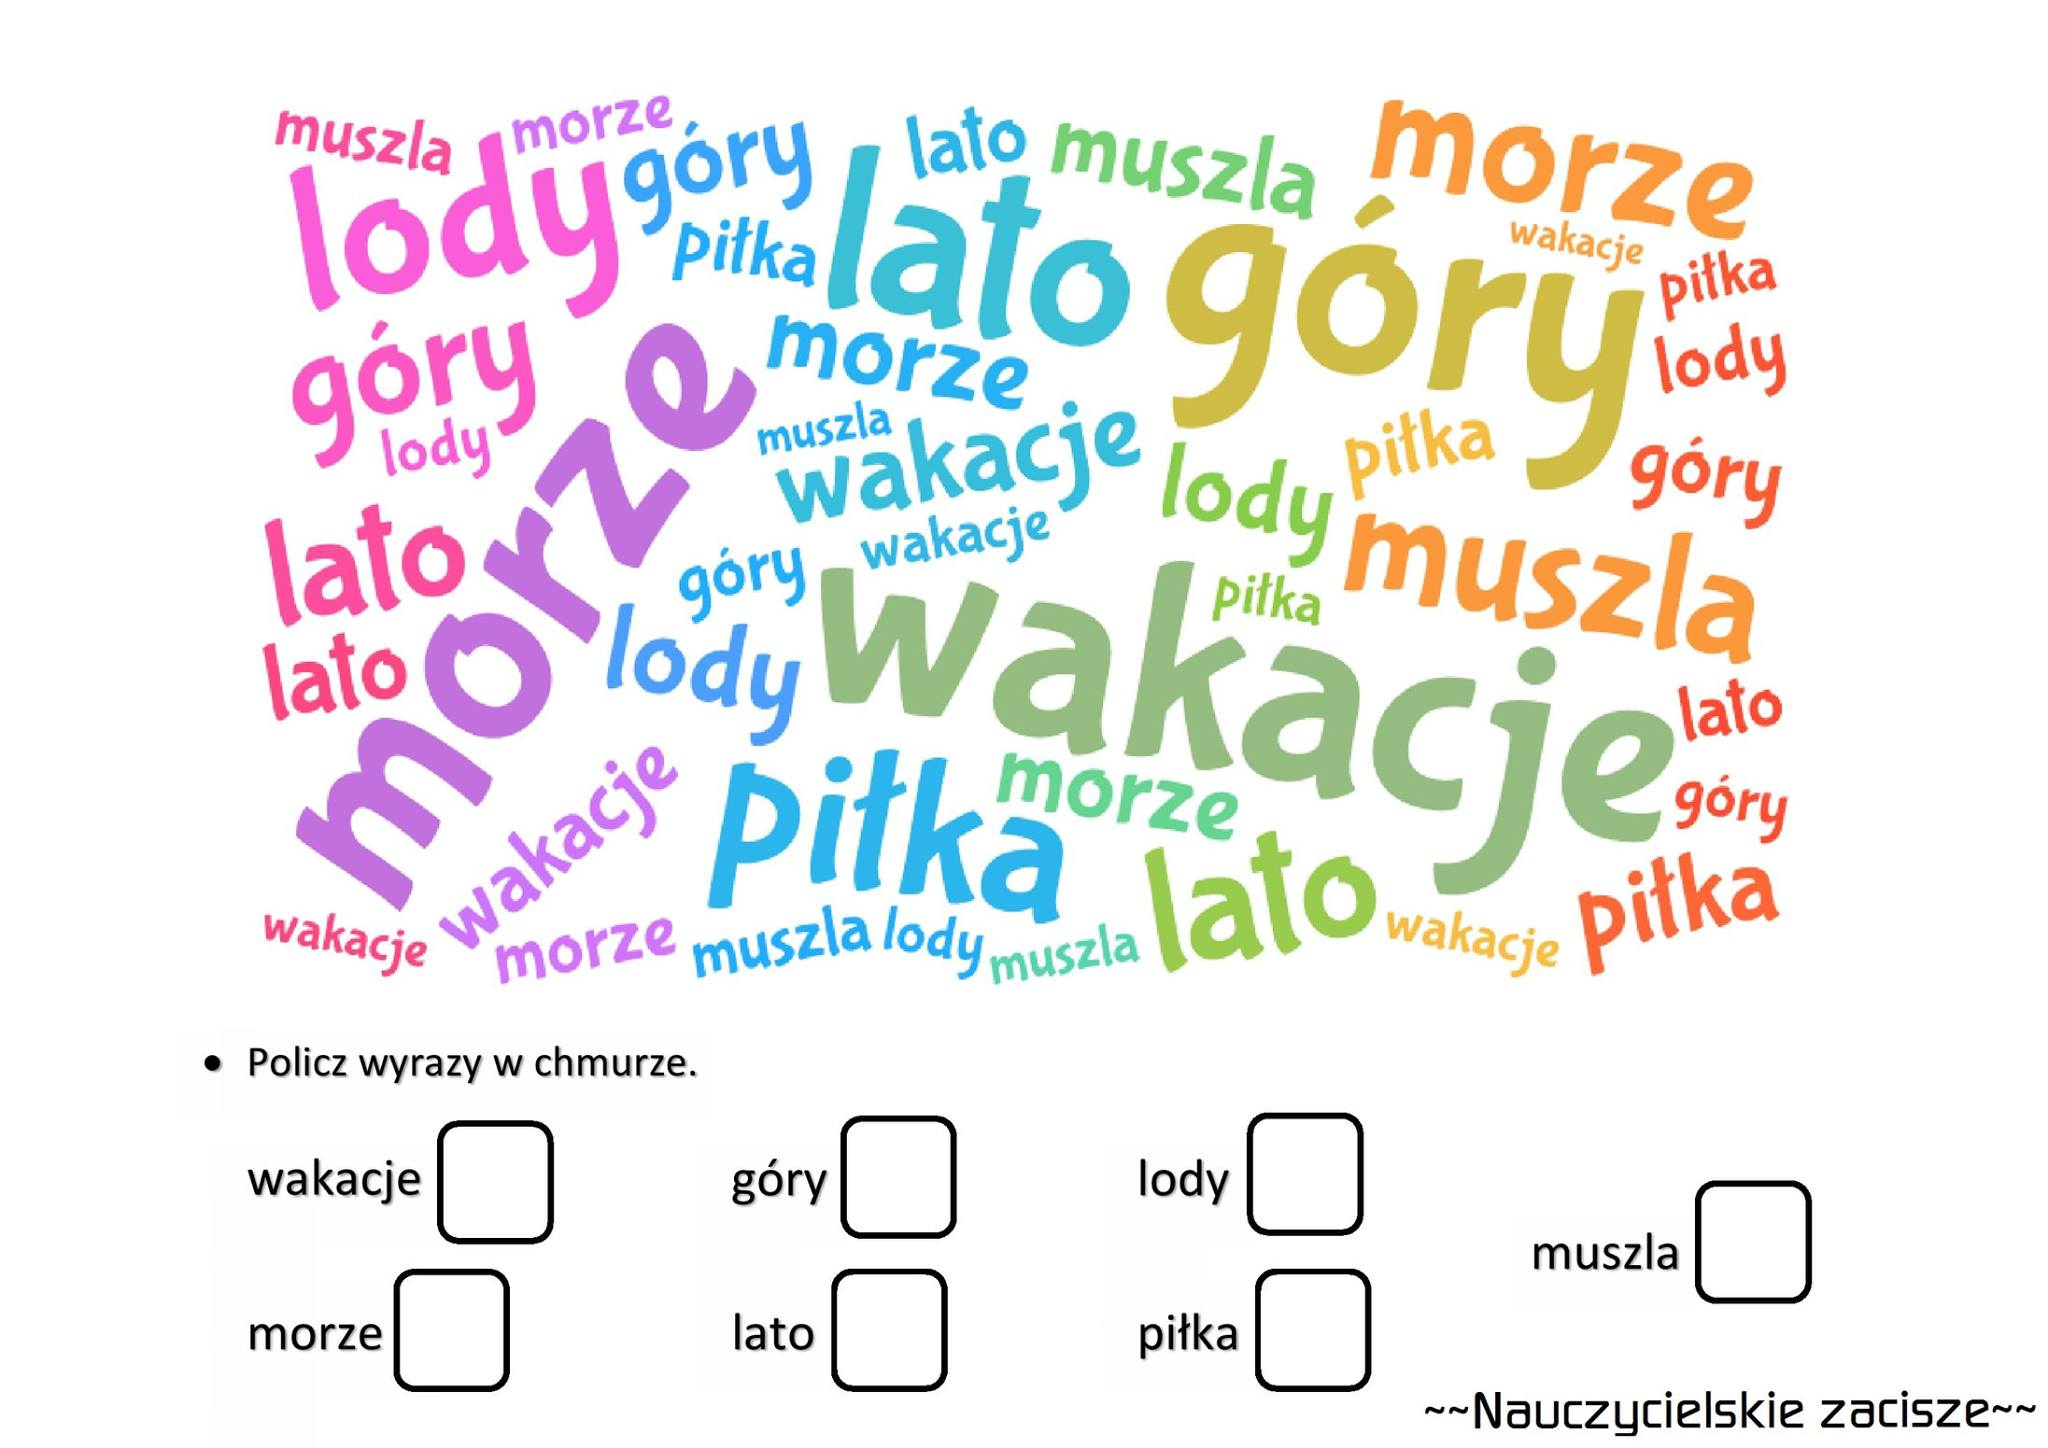 muszla
morze
lody
góry
lato
muszla
morze
piłka
lato
góry
wakacje
piłka
góry
morze
morze
lody
lody
muszla
wakacje
lody
piłka
góry
lato
wakacje
muszla
góry
piłka
lato
lody
wakacje
lato
wakacje
piłka
morze
góry
lato
piłka
wakacje
morze
muszla
lody
muszla
wakacje
• Policz wyrazy w chmurze.
wakacje
góry
lody
muszla
morze
lato
piłka
~~Nauczycielskie zacisze~~